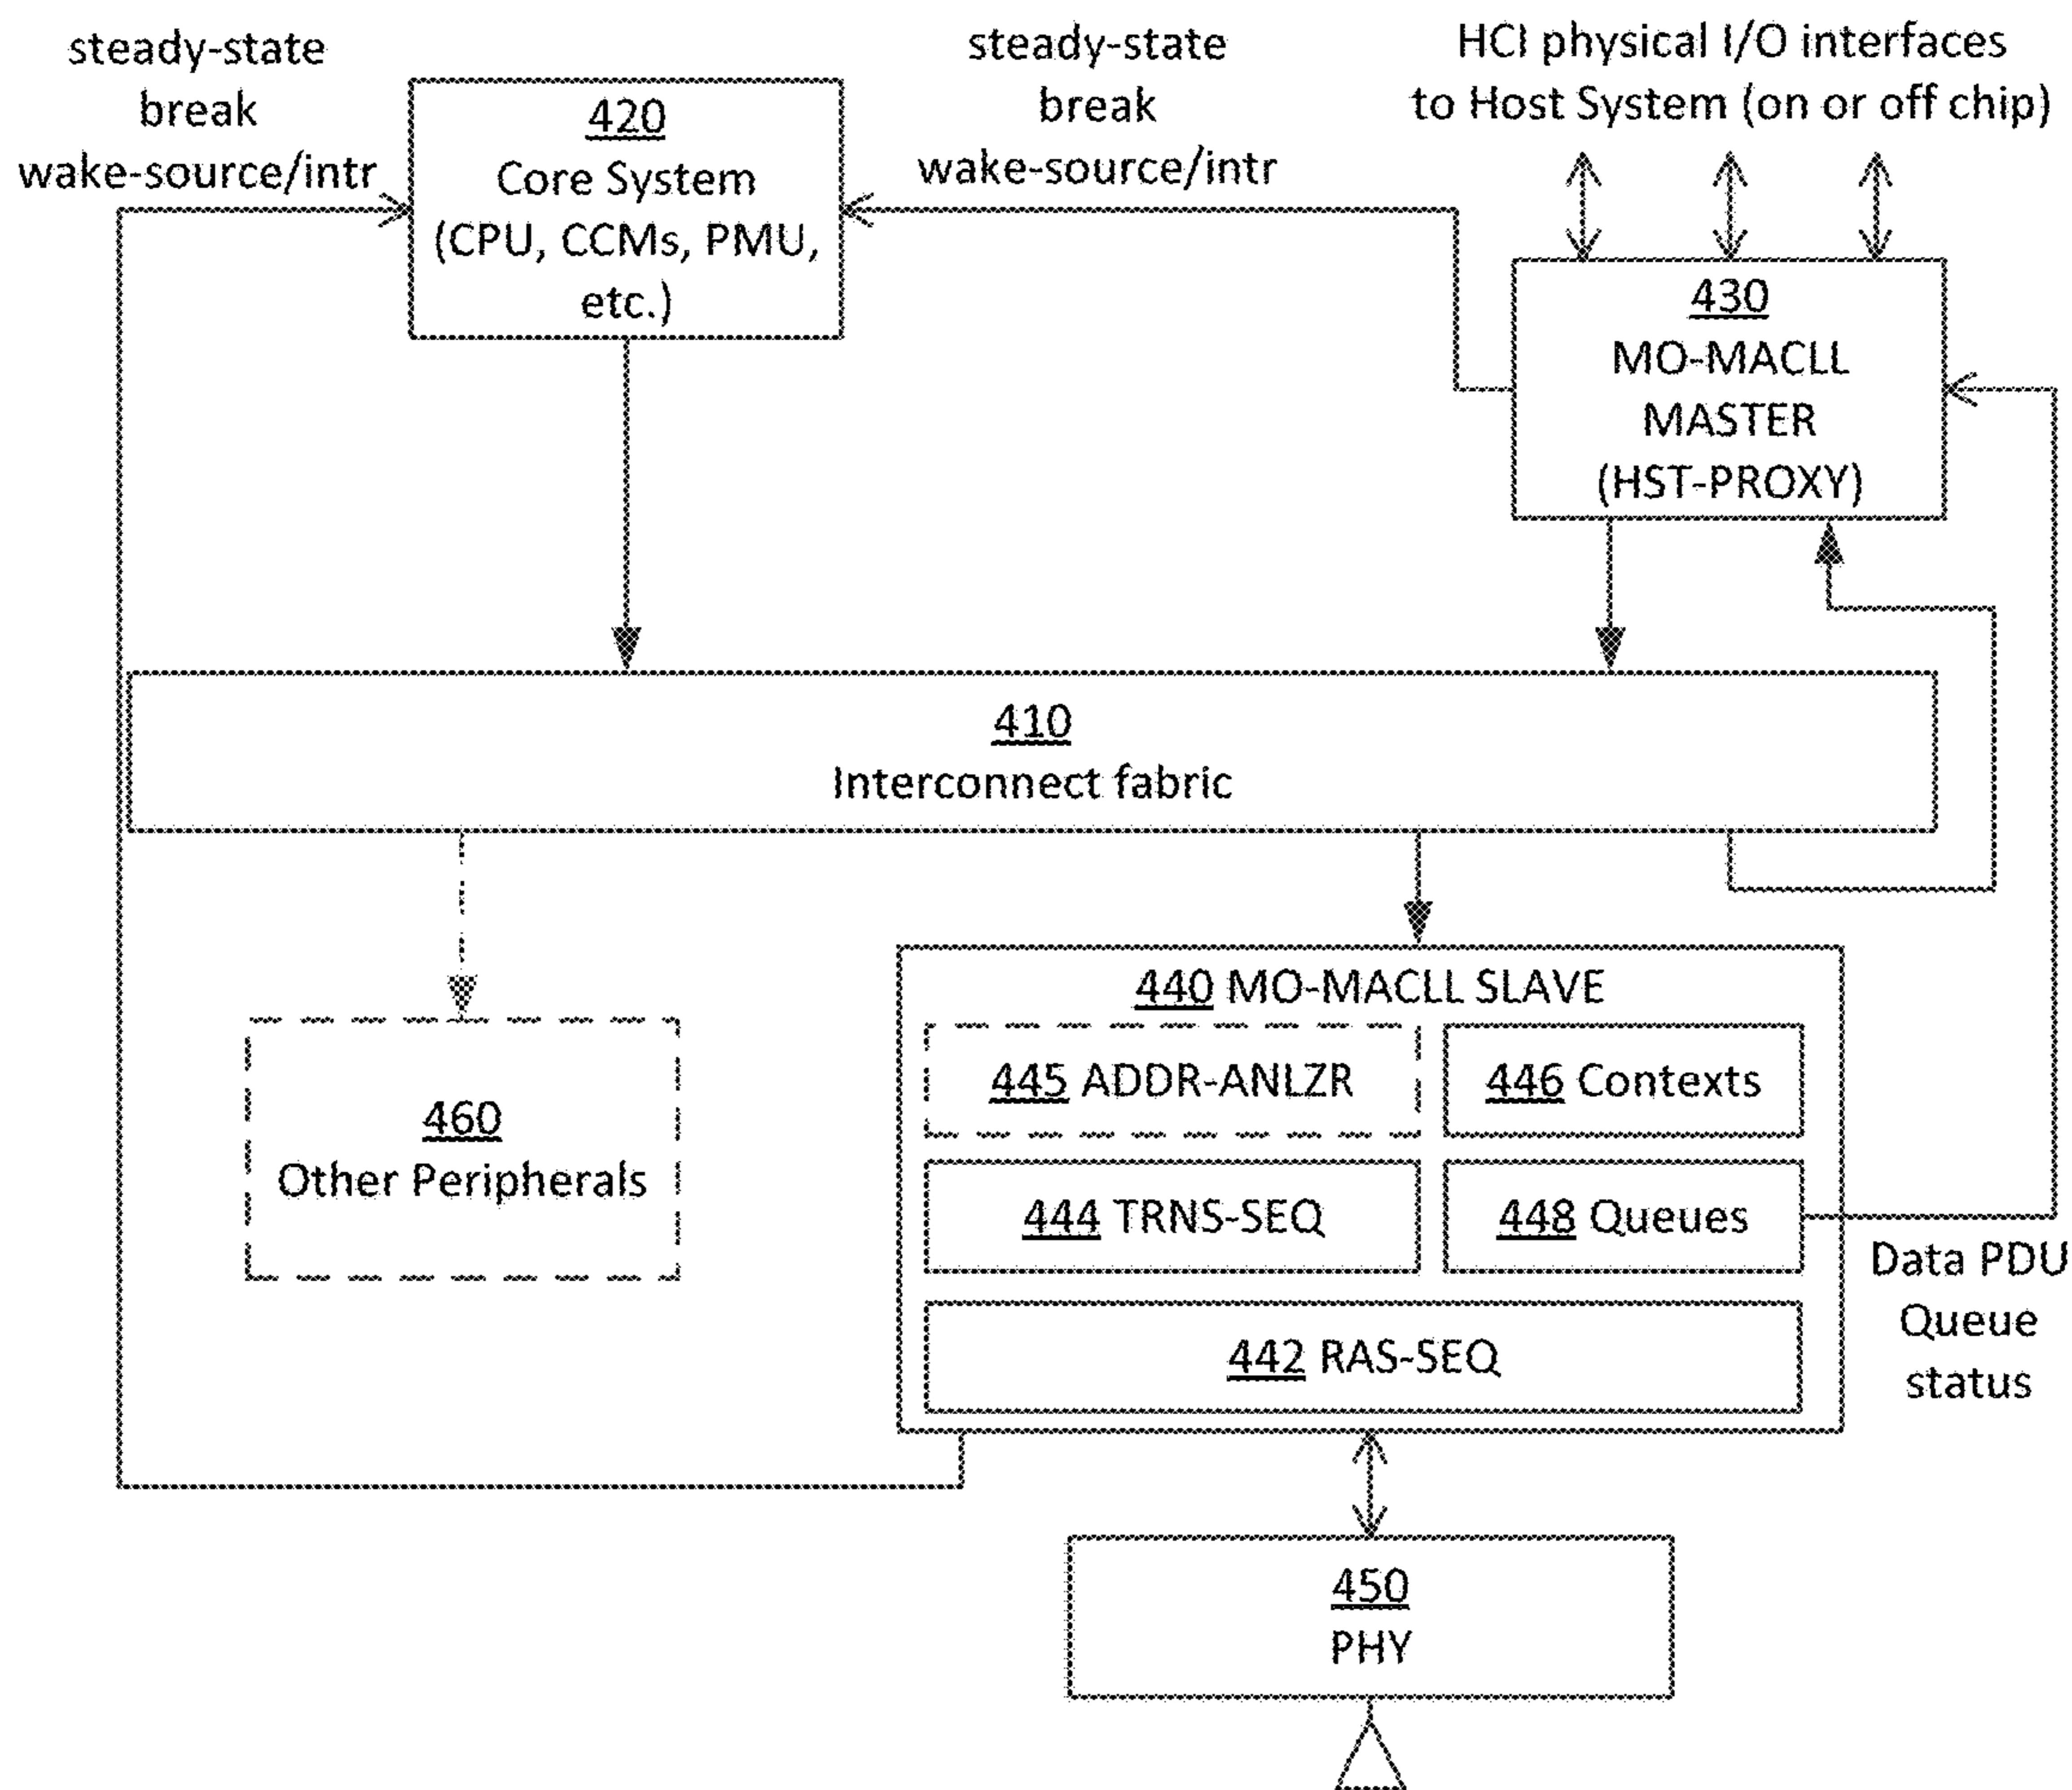 steady-state
break
wake-source/intr
420
Core System
(CPU, CCMs, PMU,
etc.)
steady-state
break
wake-source/intr
HCI physical I/O interfaces
to Host System (on or off chip)
430
MO-MACLL
MASTER
(HST-PROXY)
410
Interconnect fabric
460
Other Peripherals
440 MO-MACLL SLAVE
445 ADDR-ANLZR
446 Contexts
444 TRNS-SEQ
448 Queues
442 RAS-SEQ
Data PDU
Queue
status
450
PHY